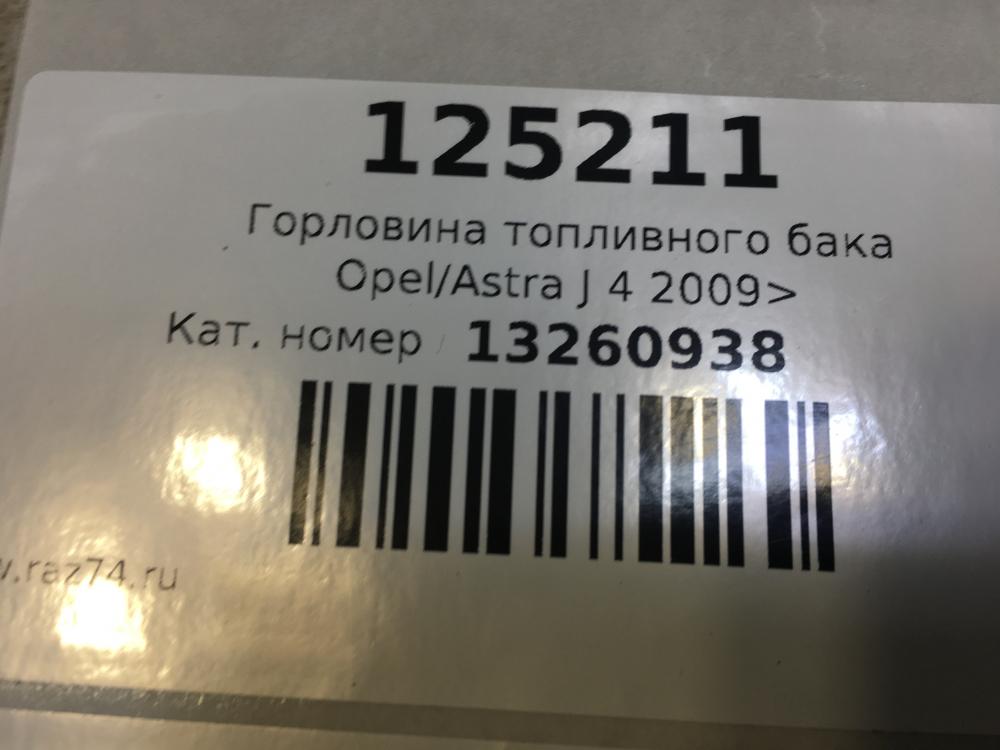 125211
Горловина топливного бака
Opel/Astra J 4 2009>
Кат. номер 13260938
w.raz74.ru